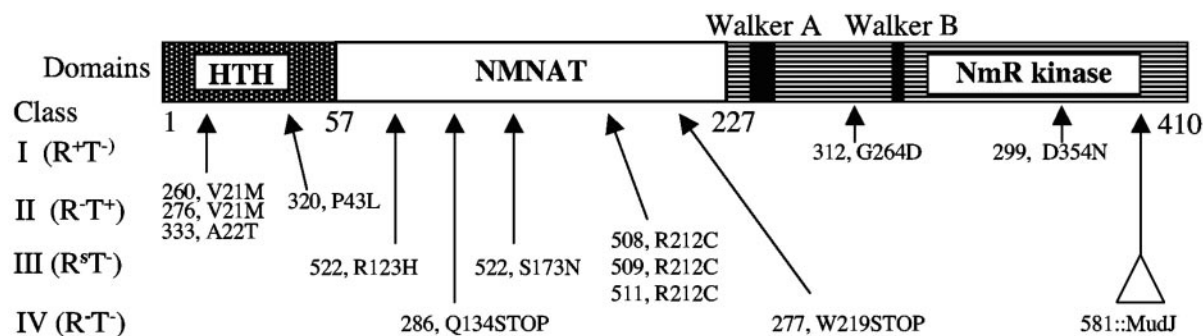 Walker A Walker B
Domains HTH NMNAT NmR kinase
Class 1 57 227 410
I (R⁺T⁻) 312, G264D 299, D354N
260, V21M 320, P43L
II (R⁻T⁺) 276, V21M
333, A22T
508, R212C
III (RˢT⁻) 522, R123H 522, S173N 509, R212C
511, R212C
IV (R⁻T⁻) 286, Q134STOP 277, W219STOP 581::MudJ